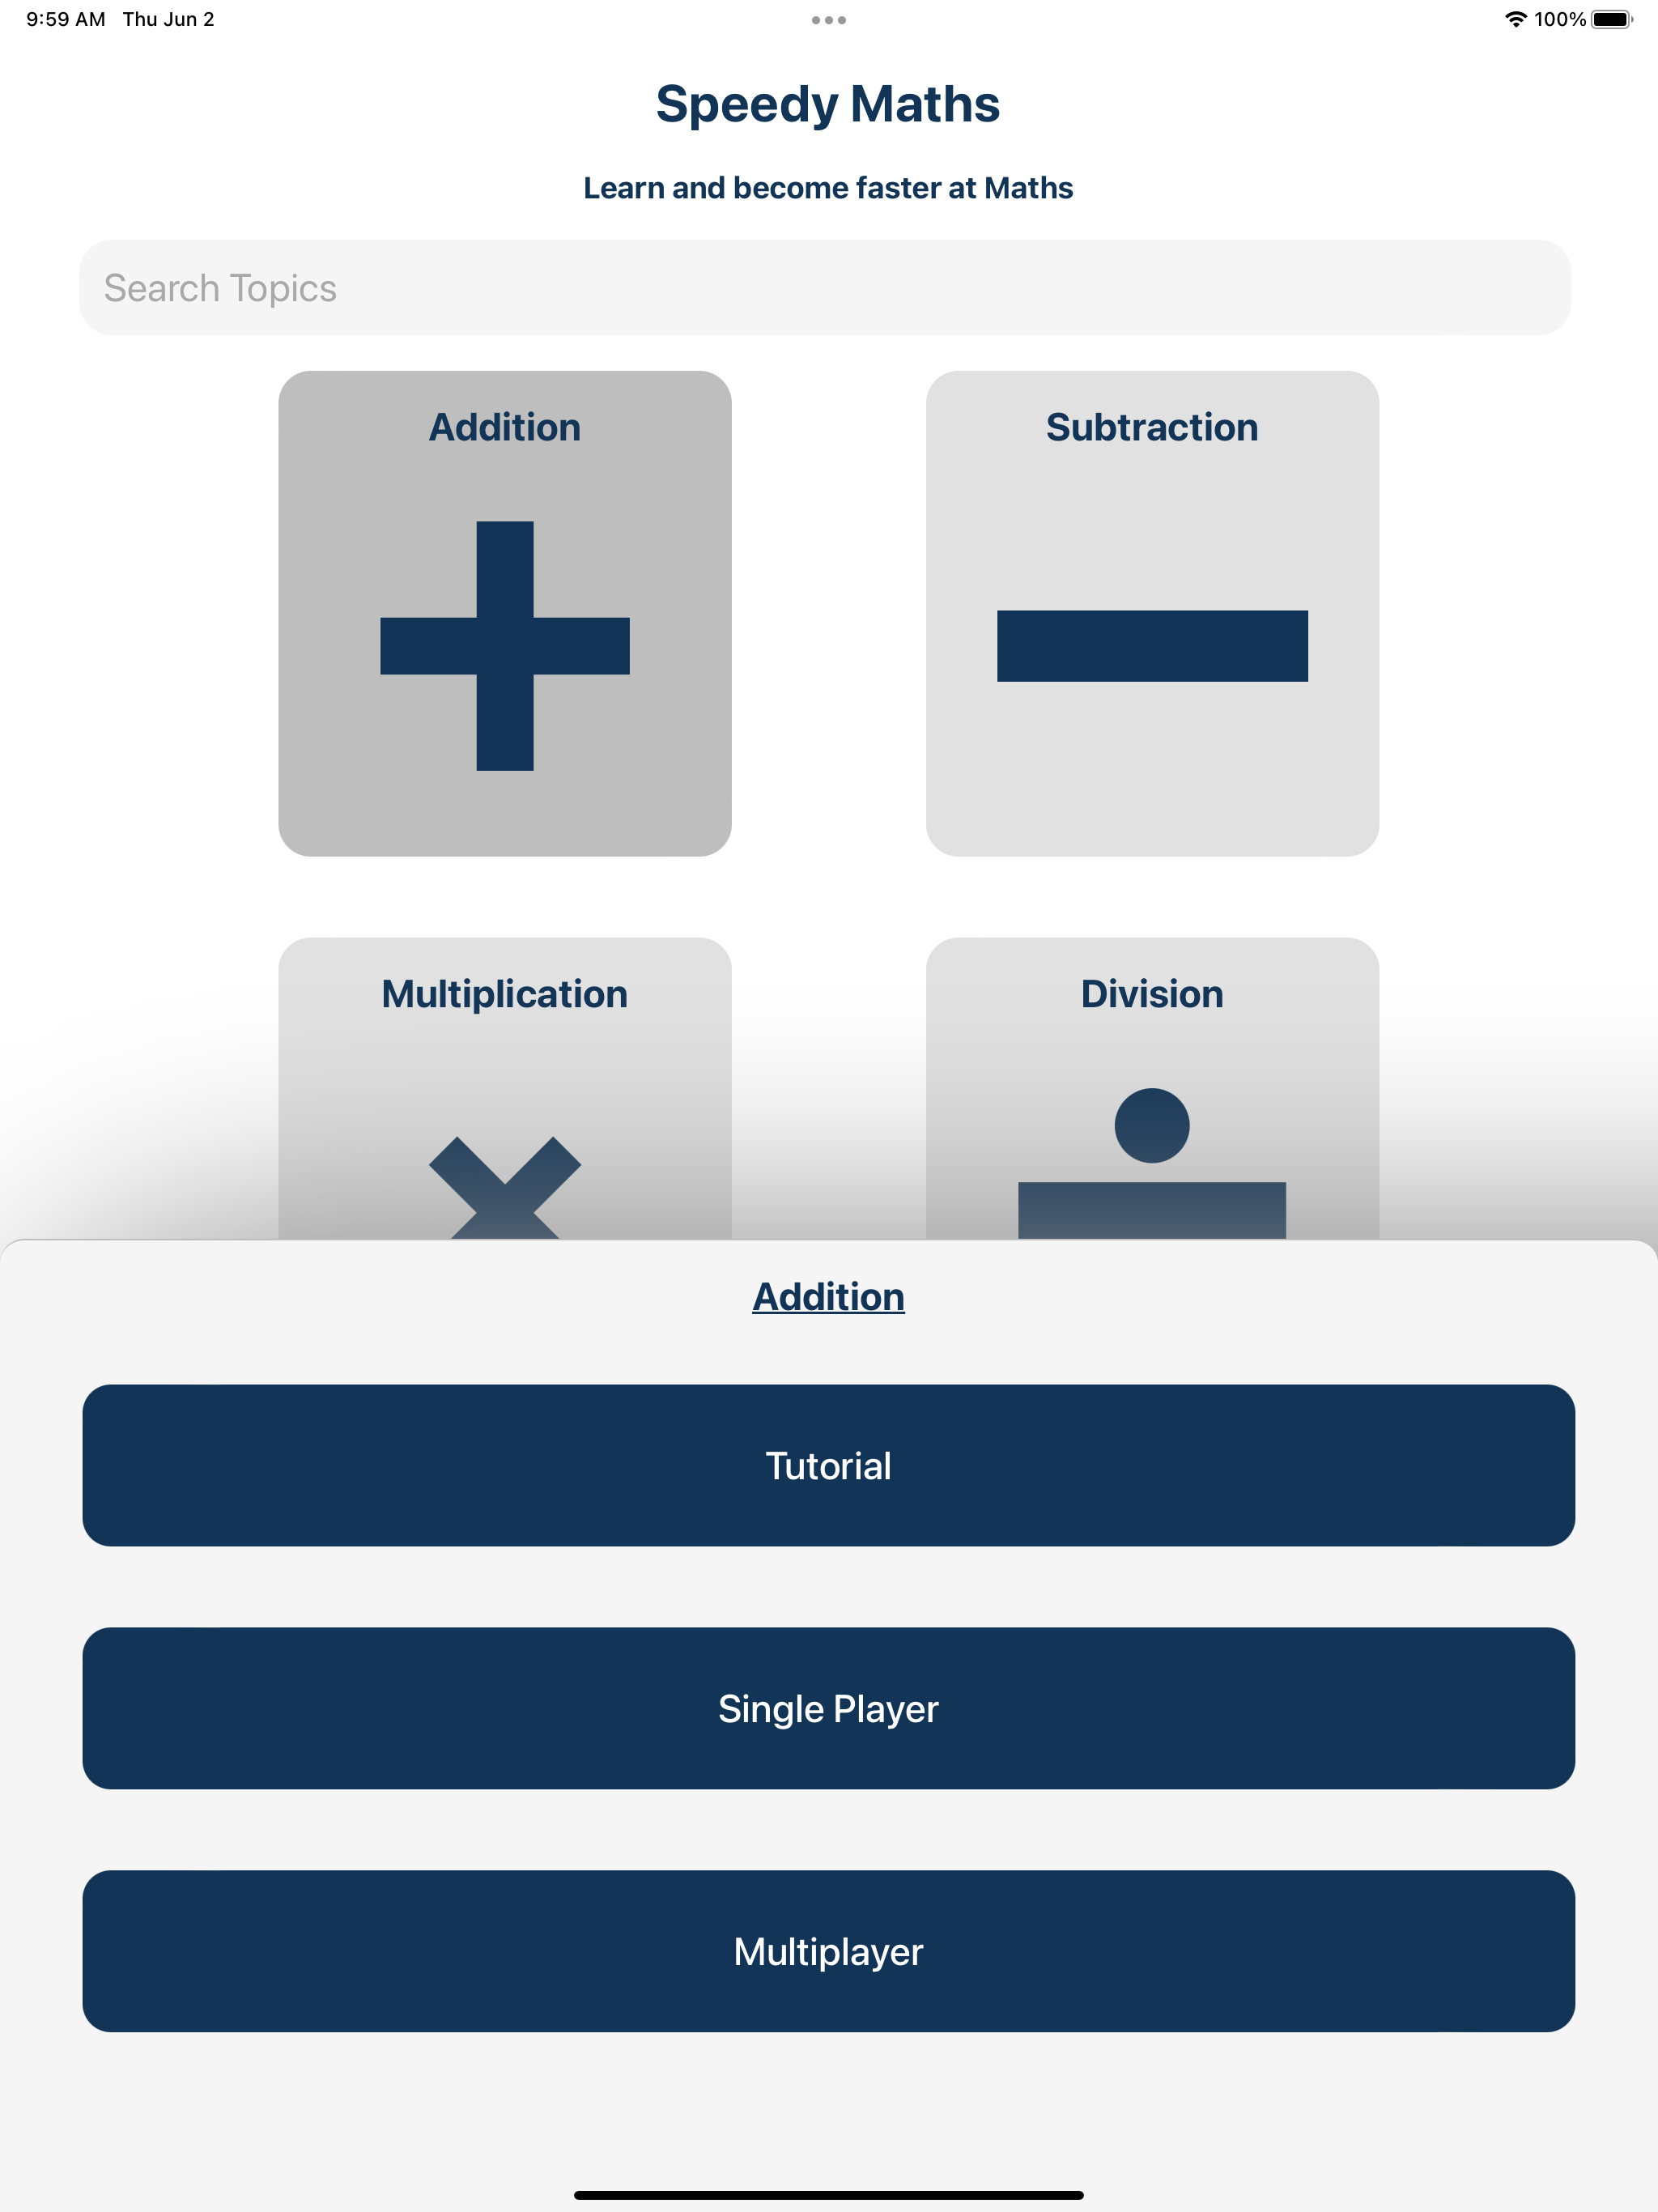 9:59 AM Thu Jun 2
100%
Speedy Maths
Learn and become faster at Maths
Search Topics
Addition
Subtraction
Multiplication
Division
Addition
Tutorial
Single Player
Multiplayer